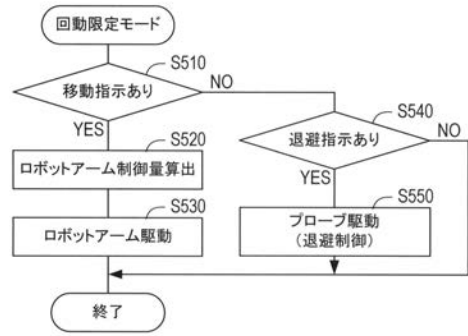 回動限定モード
S510
移動指示あり
NO
YES
S520
ロボットアーム制御量算出
S530
ロボットアーム駆動
S540
退避指示あり
NO
YES
S550
プローブ駆動
(退避制御)
終了